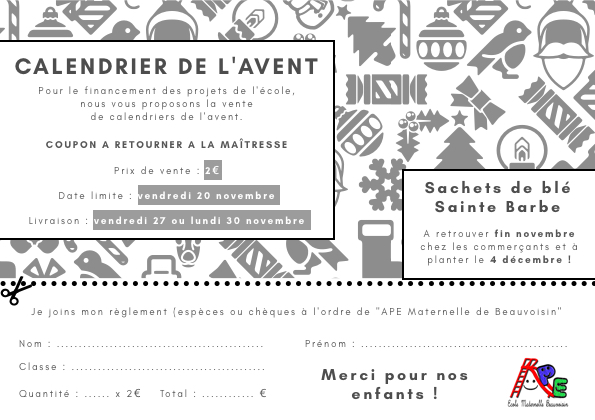 CALENDRIER DE L'AVENT
Pour le financement des projets de l'école,
nous vous proposons la vente
de calendriers de l'avent.
COUPON A RETOURNER A LA MAÎTRESSE
Prix de vente : 2€
Date limite : vendredi 20 novembre
Livraison : vendredi 27 ou lundi 30 novembre
Sachets de blé
Sainte Barbe
A retrouver fin novembre
chez les commerçants et à
planter le 4 décembre !
Je joins mon règlement (espèces ou chèques à l'ordre de "APE Maternelle de Beauvoisin"
Nom : ....................................................
Prénom : ....................................................
Classe : ..............................................
Quantité : ...... x 2€ Total : ............ €
Merci pour nos
enfants !
APE
Ecole Maternelle Beauvoisin